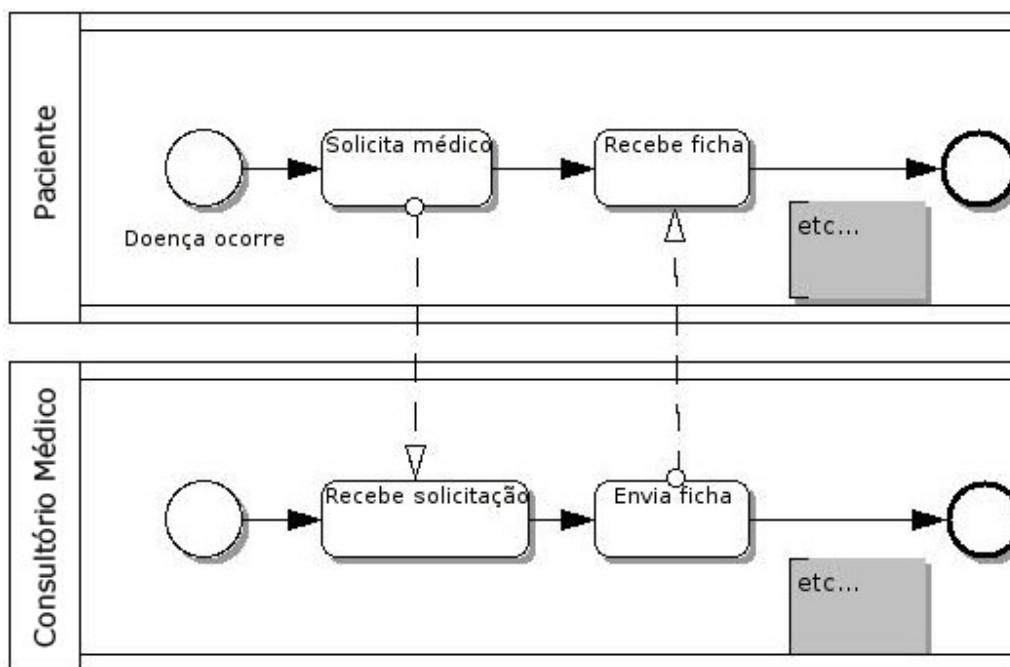 Paciente
Solicita médico
Recebe ficha
Doença ocorre
etc...
Consultório Médico
Recebe solicitação
Envia ficha
etc...